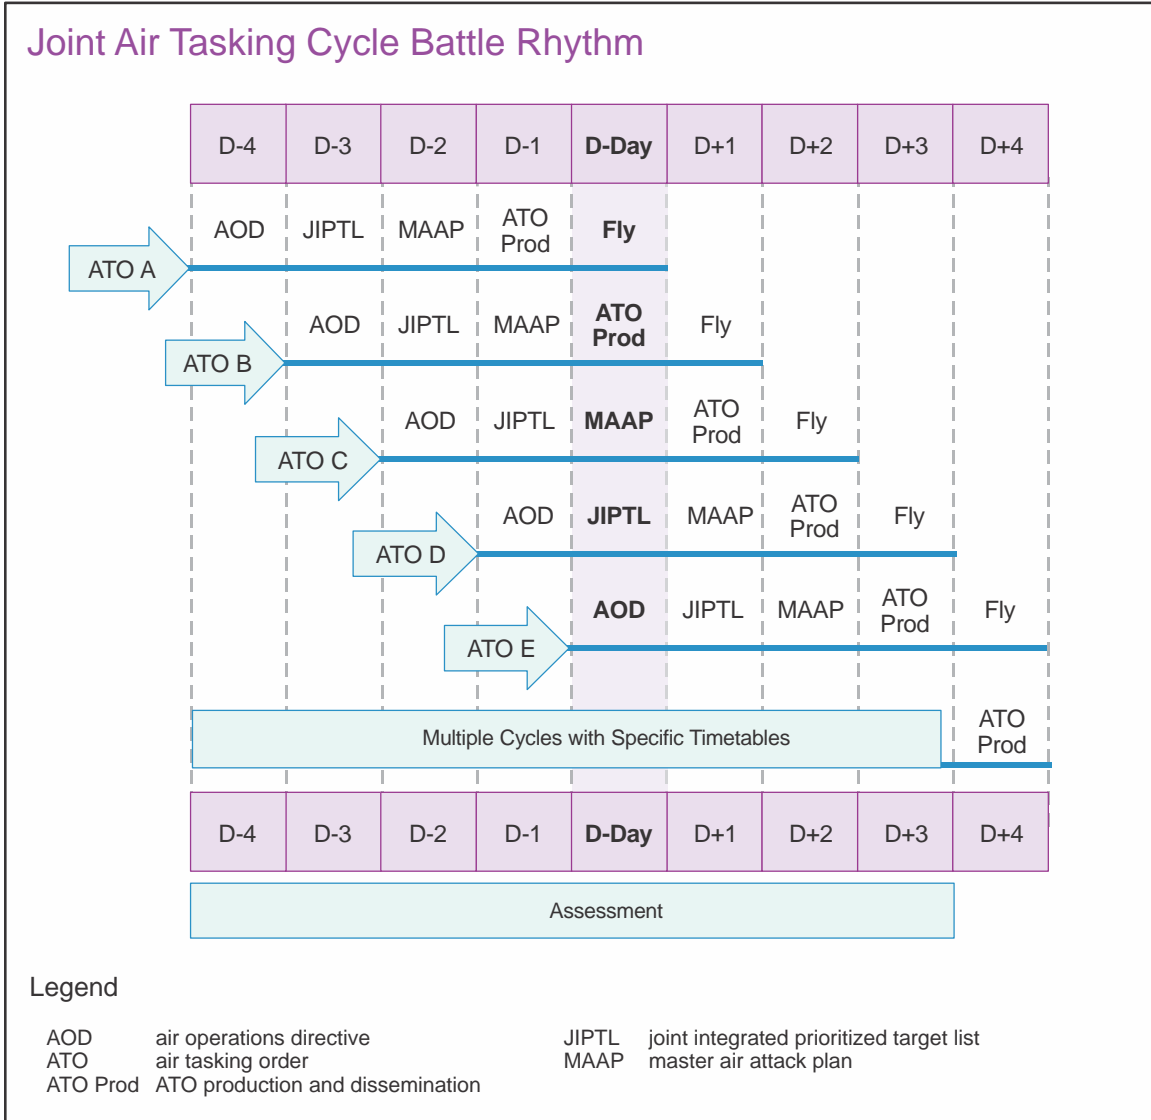 Joint Air Tasking Cycle Battle Rhythm
D-4 D-3 D-2 D-1 D-Day D+1 D+2 D+3 D+4
ATO A
AOD JIPTL MAAP ATO Prod Fly
ATO B
AOD JIPTL MAAP ATO Prod Fly
ATO C
AOD JIPTL MAAP ATO Prod Fly
ATO D
AOD JIPTL MAAP ATO Prod Fly
ATO E
AOD JIPTL MAAP ATO Prod Fly
Multiple Cycles with Specific Timetables
ATO
Prod
D-4 D-3 D-2 D-1 D-Day D+1 D+2 D+3 D+4
Assessment
Legend
AOD air operations directive
ATO air tasking order
ATO Prod ATO production and dissemination
JIPTL joint integrated prioritized target list
MAAP master air attack plan